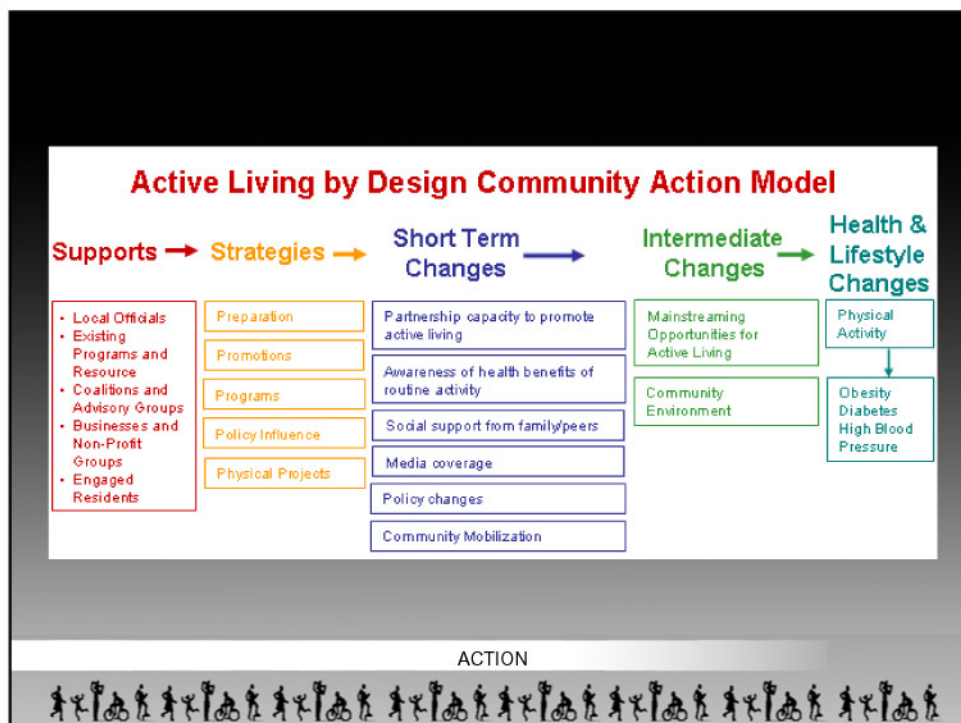 Active Living by Design Community Action Model
Supports
Strategies
Short Term
Changes
Intermediate
Changes
Health &
Lifestyle
Changes
• Local Officials
• Existing
Programs and
Resource
• Coalitions and
Advisory Groups
• Businesses and
Non-Profit
Groups
• Engaged
Residents
Preparation
Promotions
Programs
Policy Influence
Physical Projects
Partnership capacity to promote
active living
Awareness of health benefits of
routine activity
Social support from family/peers
Media coverage
Policy changes
Community Mobilization
Mainstreaming
Opportunities for
Active Living
Community
Environment
Physical
Activity
Obesity
Diabetes
High Blood
Pressure
ACTION